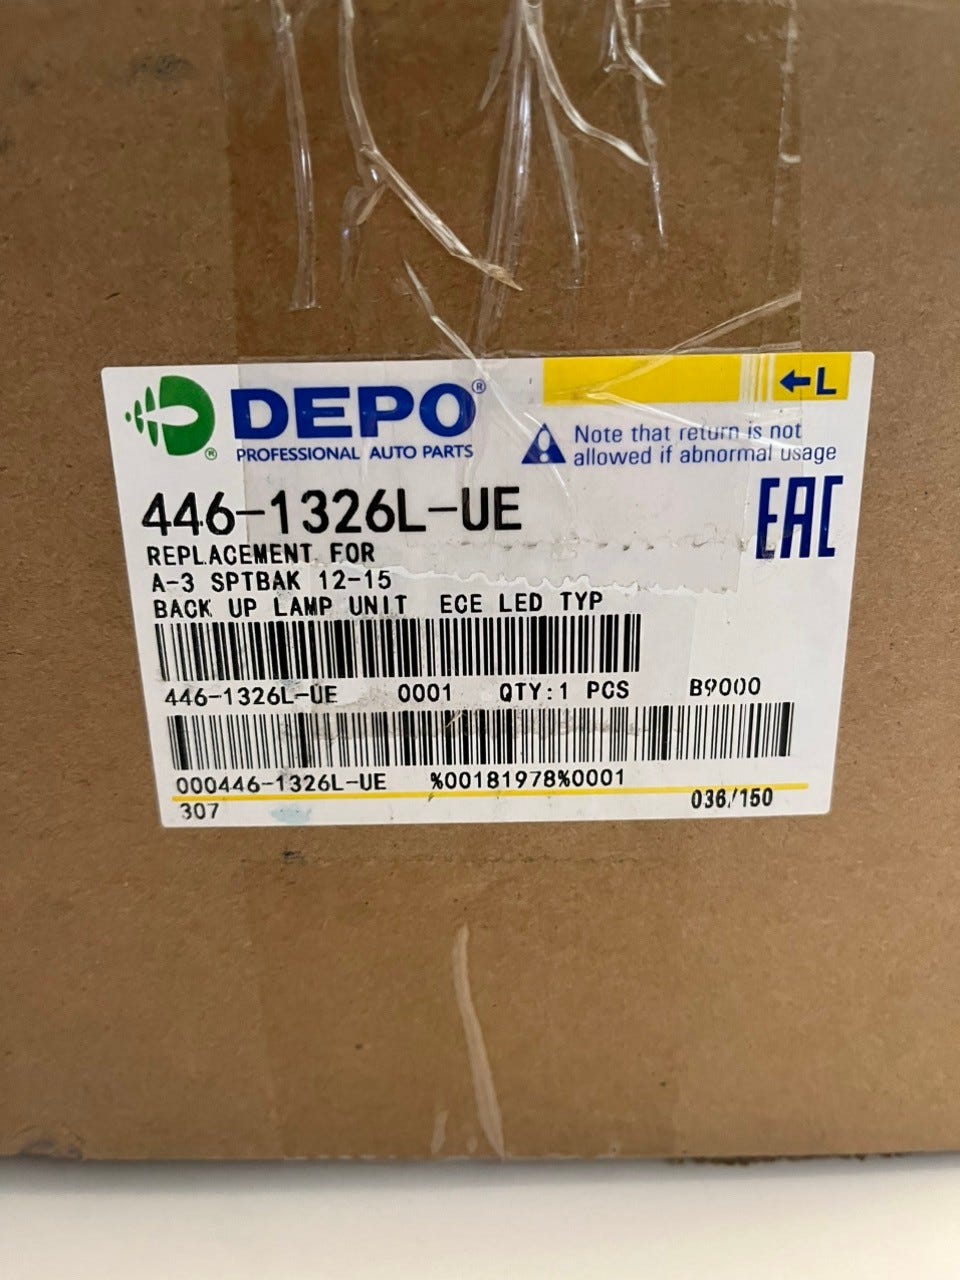 DEPO®
PROFESSIONAL AUTO PARTS
←L
Note that return is not
allowed if abnormal usage
446-1326L-UE
EAC
REPLACEMENT FOR
A-3 SPTBAK 12-15
BACK UP LAMP UNIT ECE LED TYP
446-1326L-UE 0001 QTY:1 PCS B9000
000446-1326L-UE %00181978%0001
307 036/150